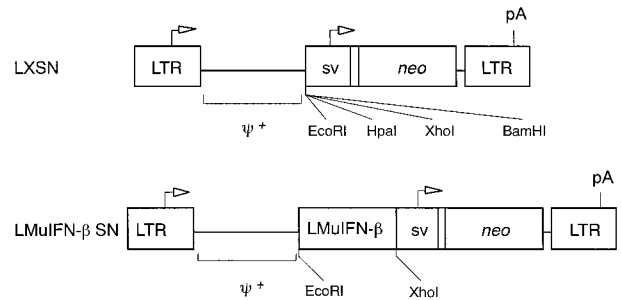 pA
LXSN LTR sv neo LTR
ψ +
EcoRI HpaI XhoI BamHI
pA
LMuIFN-β SN LTR LMuIFN-β sv neo LTR
ψ +
EcoRI XhoI